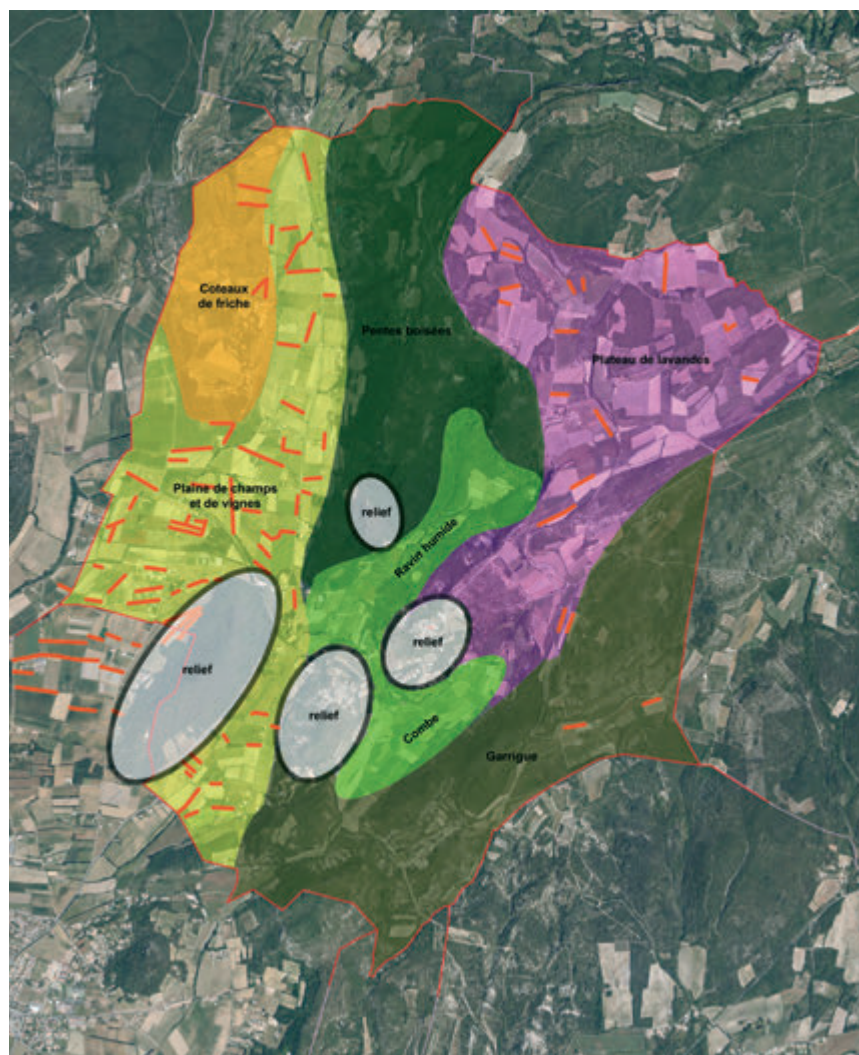 Coteaux
de friche
Pentes boisées
Plateau de lavandes
Plaine de champs
et de vignes
relief
Ravin humide
relief
relief
relief
Combe
Garrigue